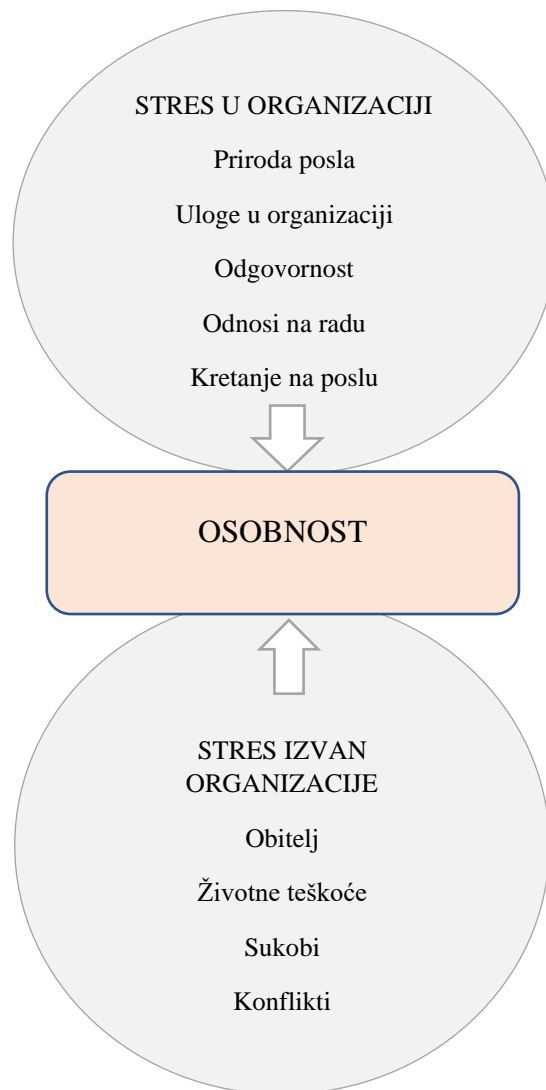 STRES U ORGANIZACIJI
Priroda posla
Uloge u organizaciji
Odgovornost
Odnosi na radu
Kretanje na poslu
OSOBNOST
STRES IZVAN
ORGANIZACIJE
Obitelj
Životne teškoće
Sukobi
Konflikti